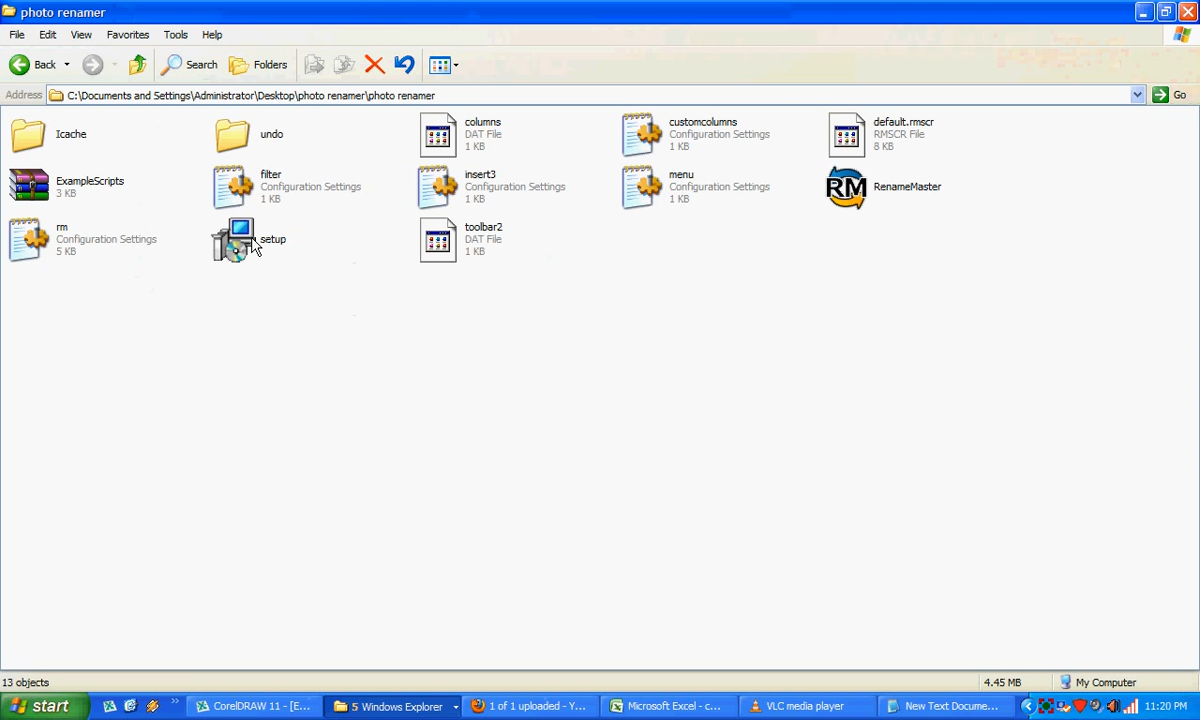 photo renamer
File Edit View Favorites Tools Help
Back Search Folders
Address C:\Documents and Settings\Administrator\Desktop\photo renamer\photo renamer Go
Icache
undo
columns
DAT File
1 KB
customcolumns
Configuration Settings
1 KB
default.rmscr
RMSCR File
8 KB
ExampleScripts
3 KB
filter
Configuration Settings
1 KB
insert3
Configuration Settings
1 KB
menu
Configuration Settings
1 KB
RM
RenameMaster
rm
Configuration Settings
5 KB
setup
toolbar2
DAT File
1 KB
13 objects 4.45 MB My Computer
start CorelDRAW 11 - [E... 5 Windows Explorer 1 of 1 uploaded - Y... Microsoft Excel - c... VLC media player New Text Docume... 11:20 PM